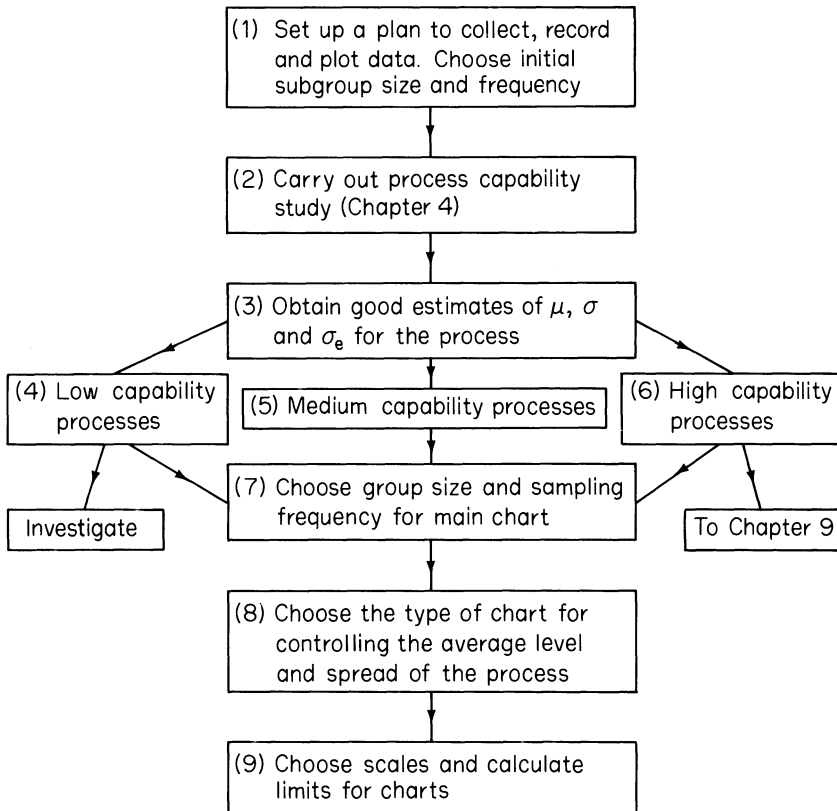 (1) Set up a plan to collect, record
and plot data. Choose initial
subgroup size and frequency
(2) Carry out process capability
study (Chapter 4)
(3) Obtain good estimates of μ, σ
and σe for the process
(4) Low capability
processes
(5) Medium capability processes
(6) High capability
processes
(7) Choose group size and sampling
frequency for main chart
Investigate
To Chapter 9
(8) Choose the type of chart for
controlling the average level
and spread of the process
(9) Choose scales and calculate
limits for charts